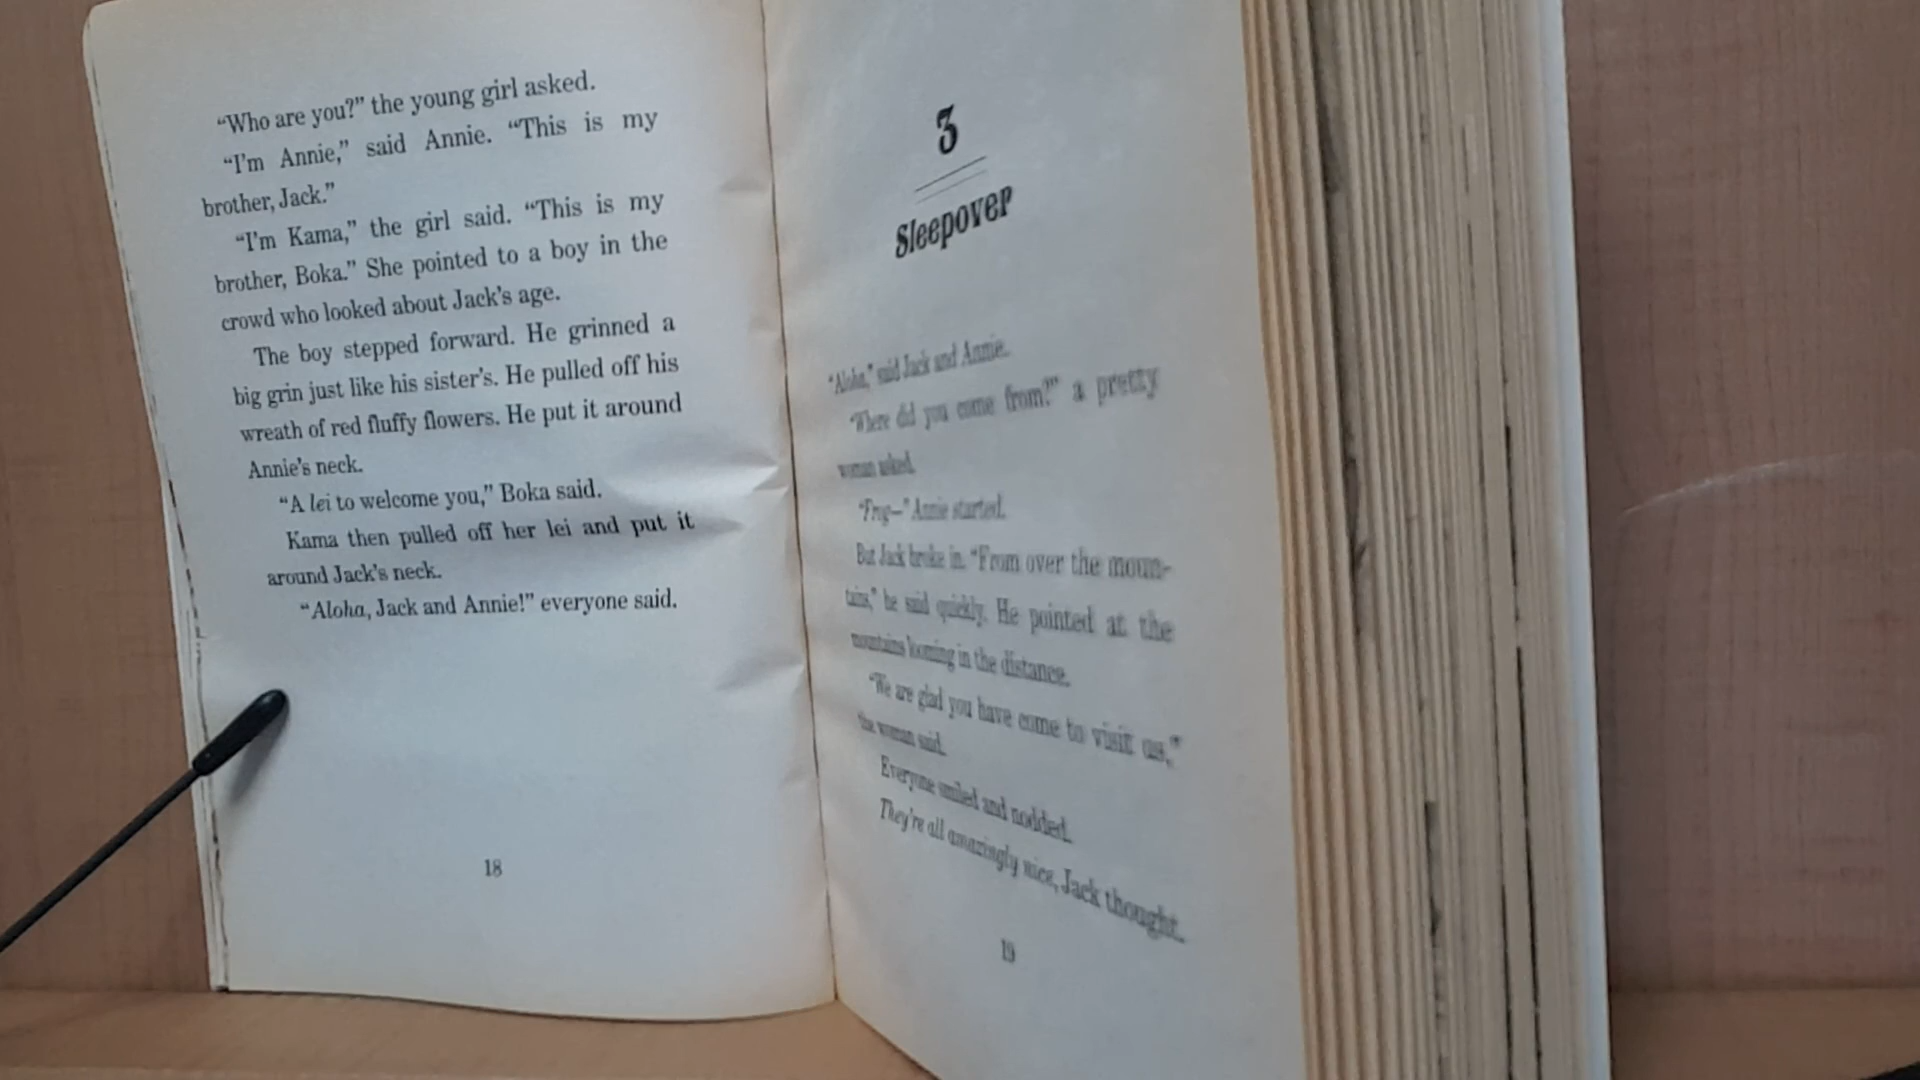 “Who are you?” the young girl asked.
“I’m Annie,” said Annie. “This is my
brother, Jack.”
“I’m Kama,” the girl said. “This is my
brother, Boka.” She pointed to a boy in the
crowd who looked about Jack’s age.
The boy stepped forward. He grinned a
big grin just like his sister’s. He pulled off his
wreath of red fluffy flowers. He put it around
Annie’s neck.
“A lei to welcome you,” Boka said.
Kama then pulled off her lei and put it
around Jack’s neck.
“Aloha, Jack and Annie!” everyone said.
18
3
Sleepover
“Aloha,” said Jack and Annie.
“Where did you come from?” a pretty
woman asked.
“Frog—” Annie started.
But Jack broke in. “From over the moun-
tains,” he said quickly. He pointed at the
mountains looming in the distance.
“We are glad you have come to visit us,”
the woman said.
Everyone smiled and nodded.
They’re all amazingly nice, Jack thought.
19